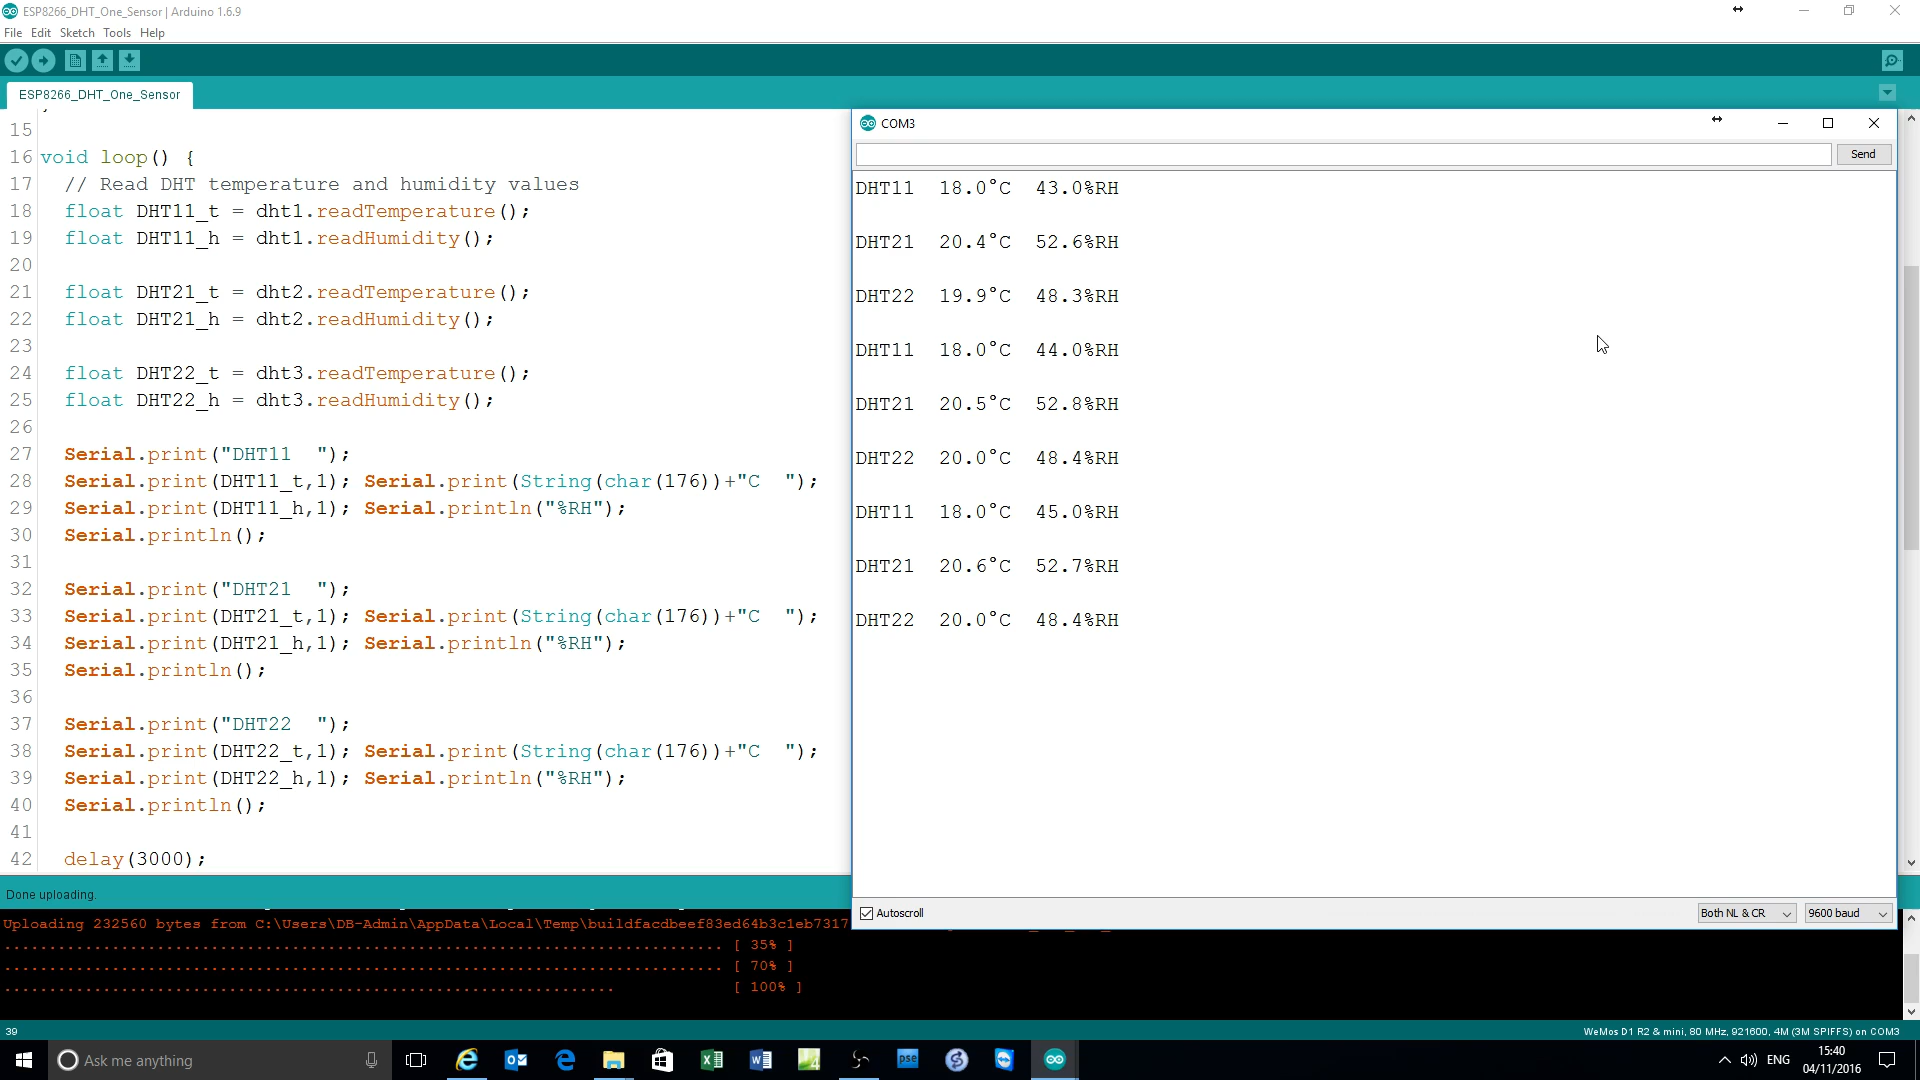 ESP8266_DHT_One_Sensor | Arduino 1.6.9
File Edit Sketch Tools Help
ESP8266_DHT_One_Sensor
15
16 void loop() {
17   // Read DHT temperature and humidity values
18   float DHT11_t = dht1.readTemperature();
19   float DHT11_h = dht1.readHumidity();
20
21   float DHT21_t = dht2.readTemperature();
22   float DHT21_h = dht2.readHumidity();
23
24   float DHT22_t = dht3.readTemperature();
25   float DHT22_h = dht3.readHumidity();
26
27   Serial.print("DHT11  ");
28   Serial.print(DHT11_t,1); Serial.print(String(char(176))+"C  ");
29   Serial.print(DHT11_h,1); Serial.println("%RH");
30   Serial.println();
31
32   Serial.print("DHT21  ");
33   Serial.print(DHT21_t,1); Serial.print(String(char(176))+"C  ");
34   Serial.print(DHT21_h,1); Serial.println("%RH");
35   Serial.println();
36
37   Serial.print("DHT22  ");
38   Serial.print(DHT22_t,1); Serial.print(String(char(176))+"C  ");
39   Serial.print(DHT22_h,1); Serial.println("%RH");
40   Serial.println();
41
42   delay(3000);
COM3
Send
DHT11  18.0°C  43.0%RH
DHT21  20.4°C  52.6%RH
DHT22  19.9°C  48.3%RH
DHT11  18.0°C  44.0%RH
DHT21  20.5°C  52.8%RH
DHT22  20.0°C  48.4%RH
DHT11  18.0°C  45.0%RH
DHT21  20.6°C  52.7%RH
DHT22  20.0°C  48.4%RH
Autoscroll
Both NL & CR
9600 baud
Done uploading.
Uploading 232560 bytes from C:\Users\DB-Admin\AppData\Local\Temp\buildfacdbeef83ed64b3c1eb7317
................................................................................ [ 35% ]
................................................................................ [ 70% ]
.................................................................... [ 100% ]
39
WeMos D1 R2 & mini, 80 MHz, 921600, 4M (3M SPIFFS) on COM3
Ask me anything
pse
ENG
15:40
04/11/2016